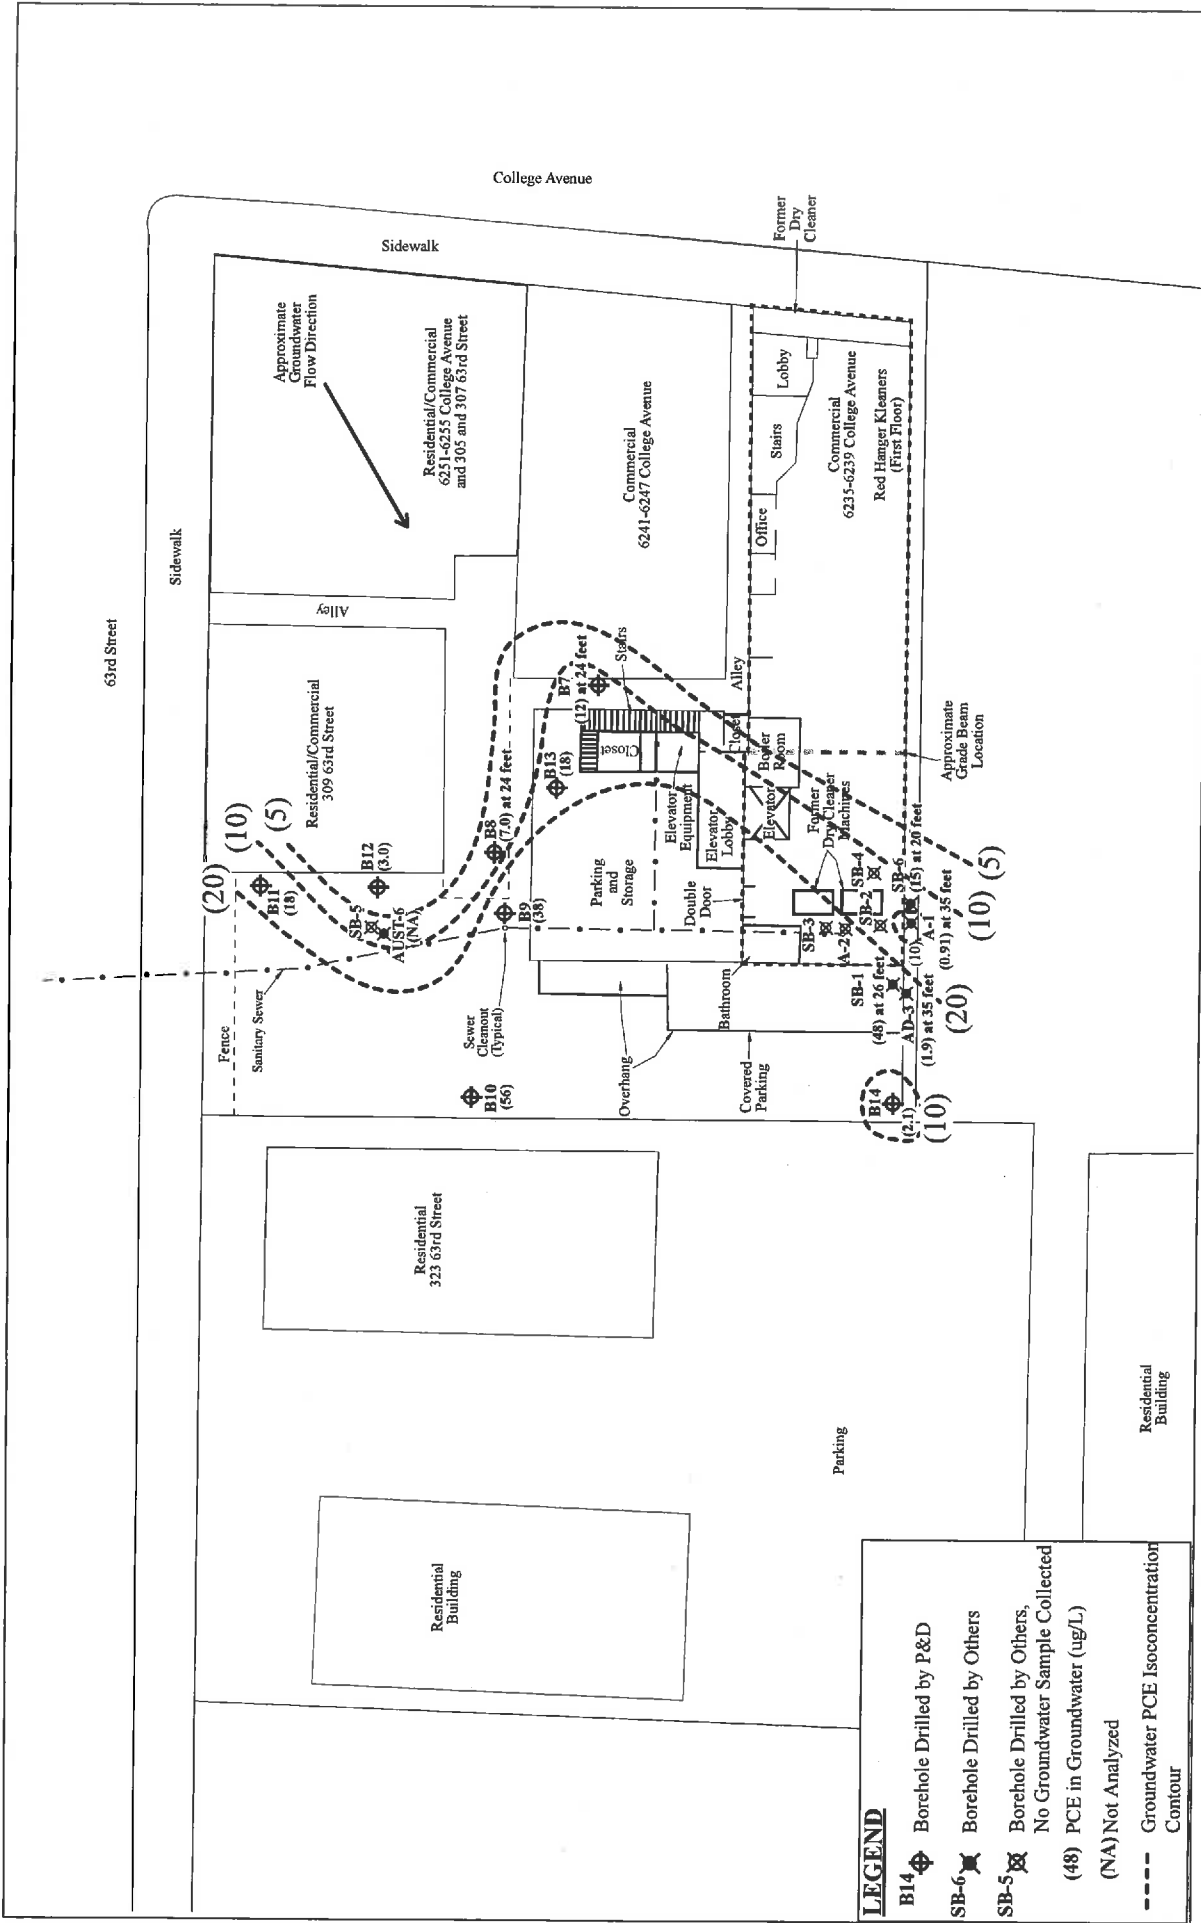 63rd Street
Sidewalk
College Avenue
Sidewalk
Approximate
Groundwater
Flow Direction
Residential/Commercial
6251-6255 College Avenue
and 305 and 307 63rd Street
Alley
Residential/Commercial
309 63rd Street
Commercial
6241-6247 College Avenue
Former
Dry
Cleaner
Lobby
Stairs
Office
Commercial
6235-6239 College Avenue
Red Hanger Kleaners
(First Floor)
Alley
Stairs
B7
(12) at 24 feet
Closet
Closet
Boiler
Room
Approximate
Grade Beam
Location
B13
(18)
B8
(7.0) at 24 feet
Elevator
Equipment
Elevator
Lobby
Elevator
Former
Dry Cleaner
Machines
(20)
(10)
(5)
B11
(18)
B12
(3.0)
SB-5
AUST-6
(NA)
B9
(38)
Parking
and
Storage
Double
Door
SB-3
A-2
SB-2
SB-4
SB-6
(15) at 20 feet
(5)
(10)
A-1
(0.91) at 35 feet
(10)
SB-1
(48) at 26 feet
AD-3
(1.9) at 35 feet
(20)
Fence
Sanitary Sewer
Sewer
Cleanout
(Typical)
Bathroom
Overhang
Covered
Parking
B10
(56)
B14
(2.1)
(10)
Residential
323 63rd Street
Residential
Building
Parking
Residential
Building
LEGEND
B14 Borehole Drilled by P&D
SB-6 Borehole Drilled by Others
SB-5 Borehole Drilled by Others,
No Groundwater Sample Collected
(48) PCE in Groundwater (ug/L)
(NA) Not Analyzed
Groundwater PCE Isoconcentration
Contour